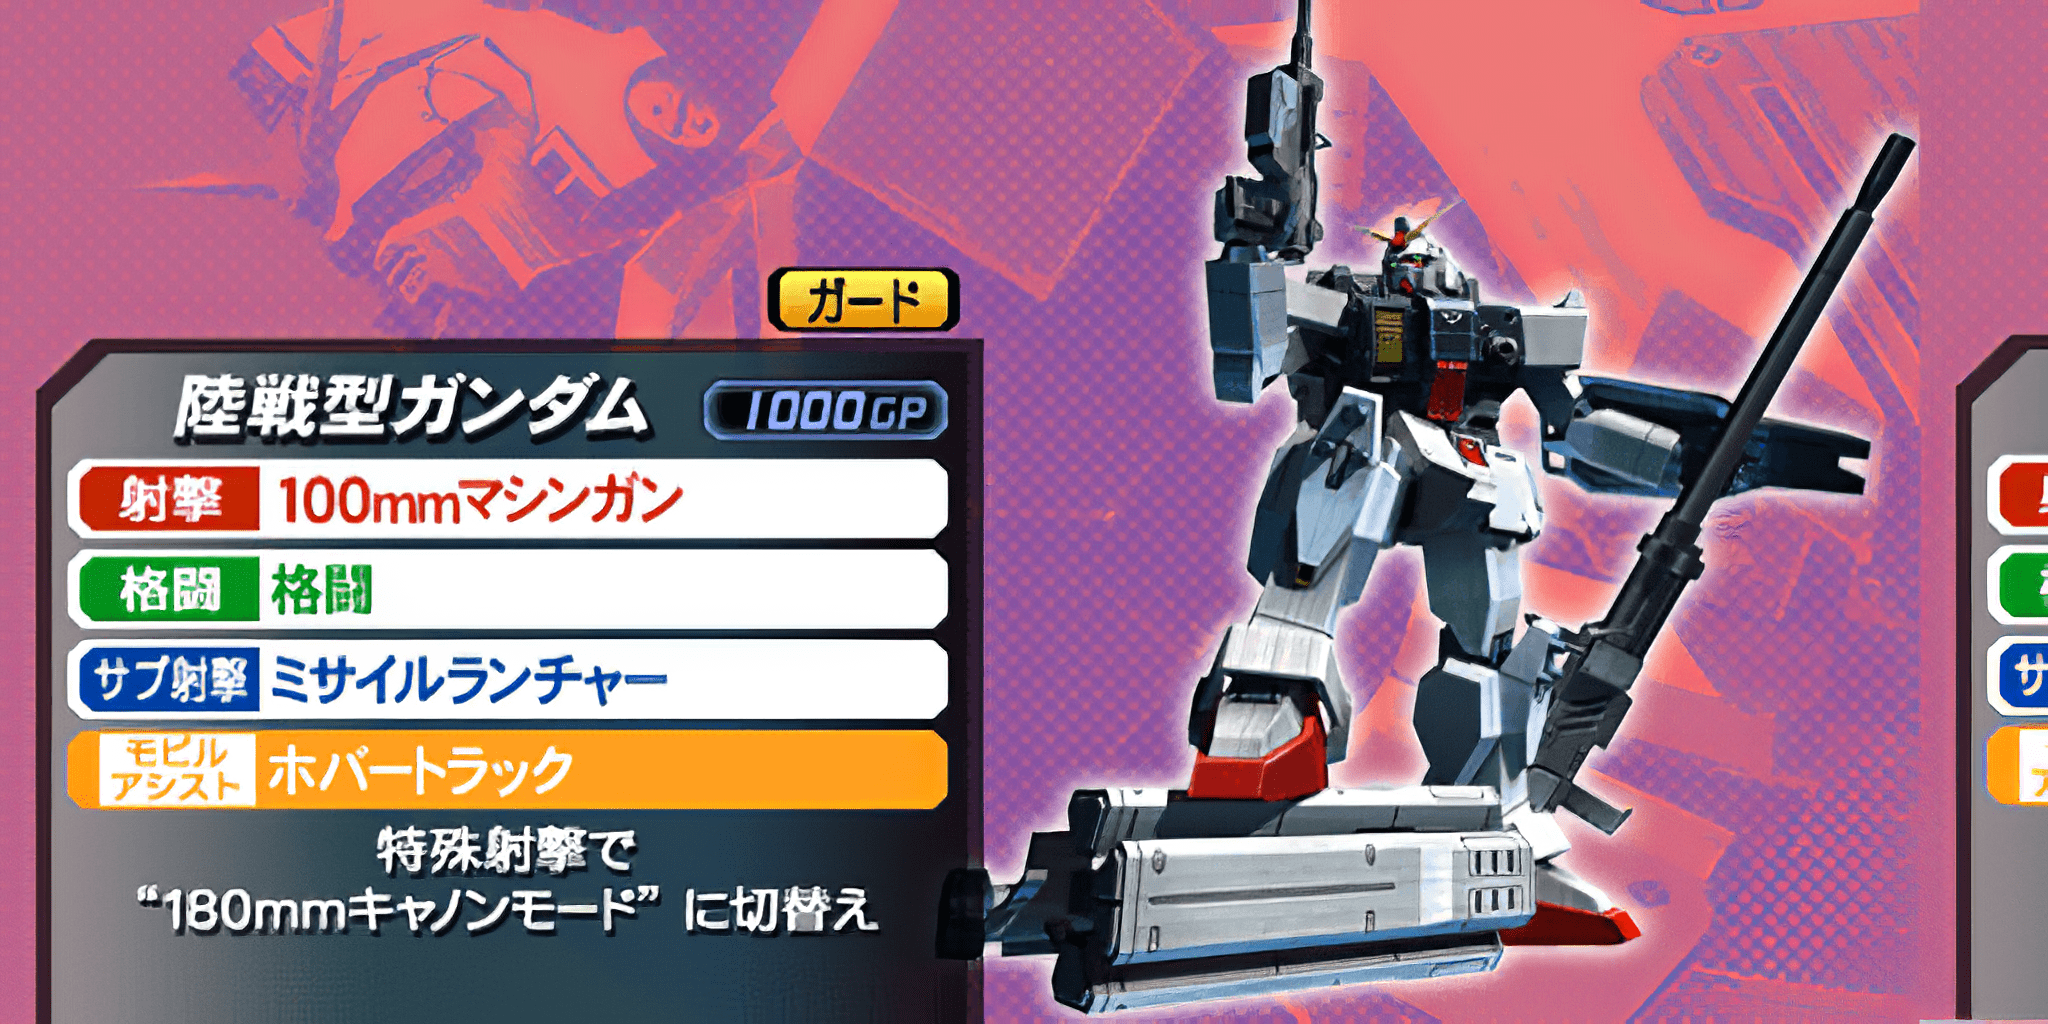 ガード
陸戦型ガンダム 1000GP
射撃 100mmマシンガン
格闘 格闘
サブ射撃 ミサイルランチャー
モビル
アシスト ホバートラック
特殊射撃で
“180mmキャノンモード”に切替え
サ